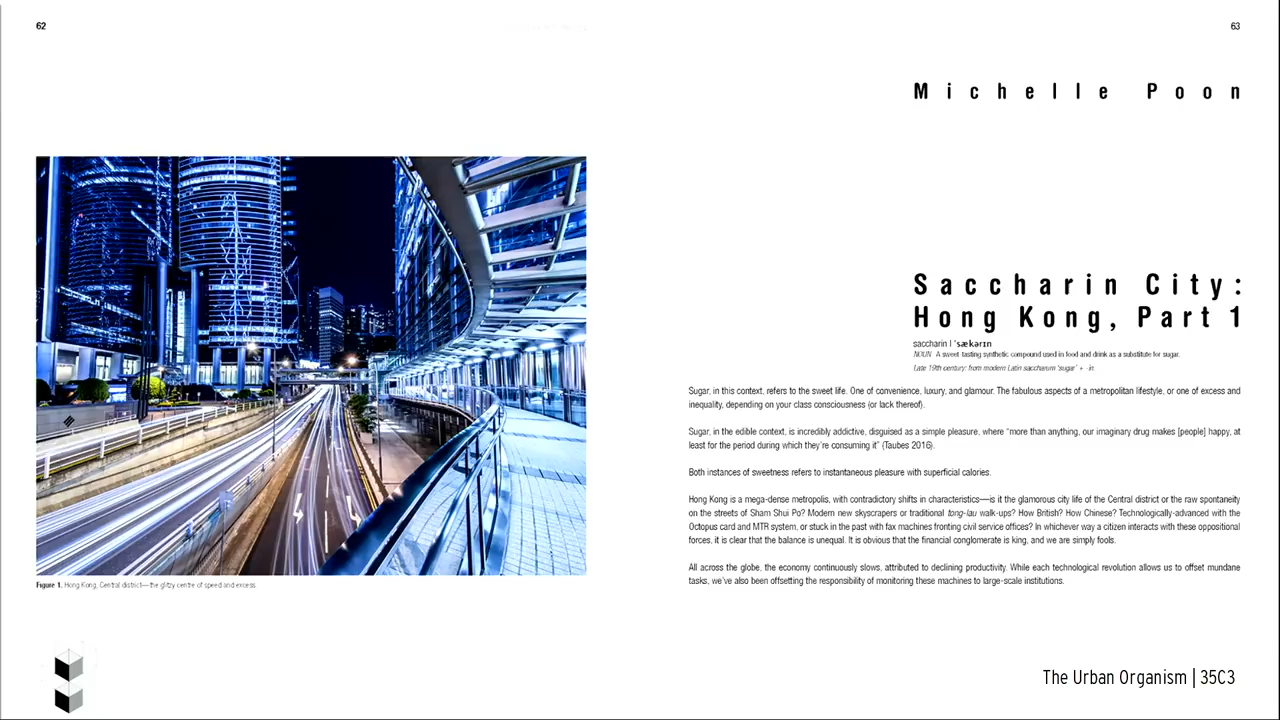 62
63
Michelle Poon
Saccharin City:
Hong Kong, Part 1
saccharin | ˈsækərɪn
NOUN A sweet-tasting synthetic compound used in food and drink as a substitute for sugar.
Late 19th century: from modern Latin saccharum 'sugar' + -in.
Sugar, in this context, refers to the sweet life. One of convenience, luxury, and glamour. The fabulous aspects of a metropolitan lifestyle, or one of excess and
inequality, depending on your class consciousness (or lack thereof).
Sugar, in the edible context, is incredibly addictive, disguised as a simple pleasure, where “more than anything, our imaginary drug makes [people] happy, at
least for the period during which they’re consuming it” (Taubes 2016).
Both instances of sweetness refers to instantaneous pleasure with superficial calories.
Hong Kong is a mega-dense metropolis, with contradictory shifts in characteristics—is it the glamorous city life of the Central district or the raw spontaneity
on the streets of Sham Shui Po? Modern new skyscrapers or traditional tong-lau walk-ups? How British? How Chinese? Technologically-advanced with the
Octopus card and MTR system, or stuck in the past with fax machines fronting civil service offices? In whichever way a citizen interacts with these oppositional
forces, it is clear that the balance is unequal. It is obvious that the financial conglomerate is king, and we are simply fools.
All across the globe, the economy continuously slows, attributed to declining productivity. While each technological revolution allows us to offset mundane
tasks, we’ve also been offsetting the responsibility of monitoring these machines to large-scale institutions.
Figure 1. Hong Kong, Central district—the glitzy centre of speed and excess.
The Urban Organism | 35C3